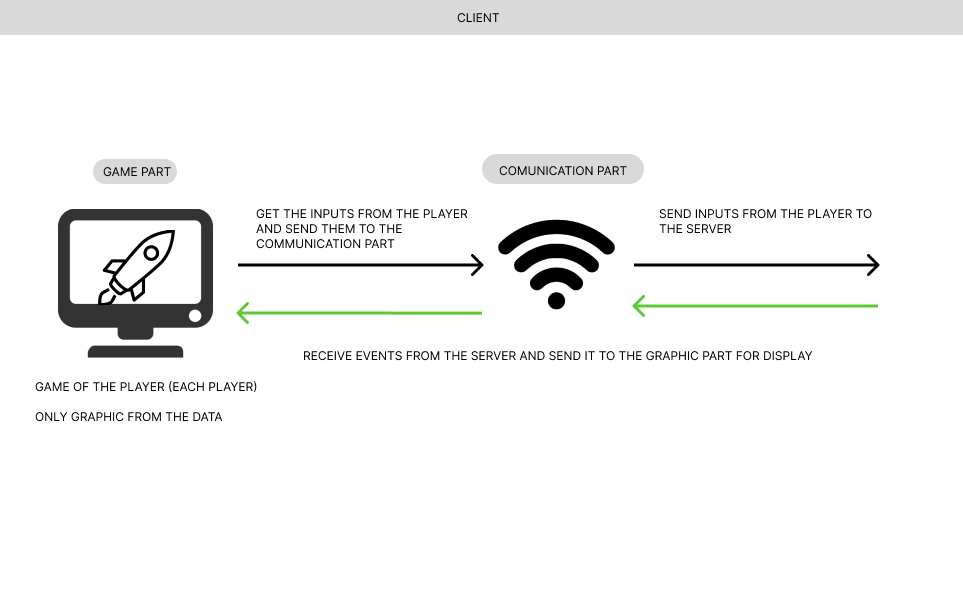 CLIENT
GAME PART
COMUNICATION PART
GET THE INPUTS FROM THE PLAYER
AND SEND THEM TO THE
COMMUNICATION PART
SEND INPUTS FROM THE PLAYER TO
THE SERVER
RECEIVE EVENTS FROM THE SERVER AND SEND IT TO THE GRAPHIC PART FOR DISPLAY
GAME OF THE PLAYER (EACH PLAYER)
ONLY GRAPHIC FROM THE DATA